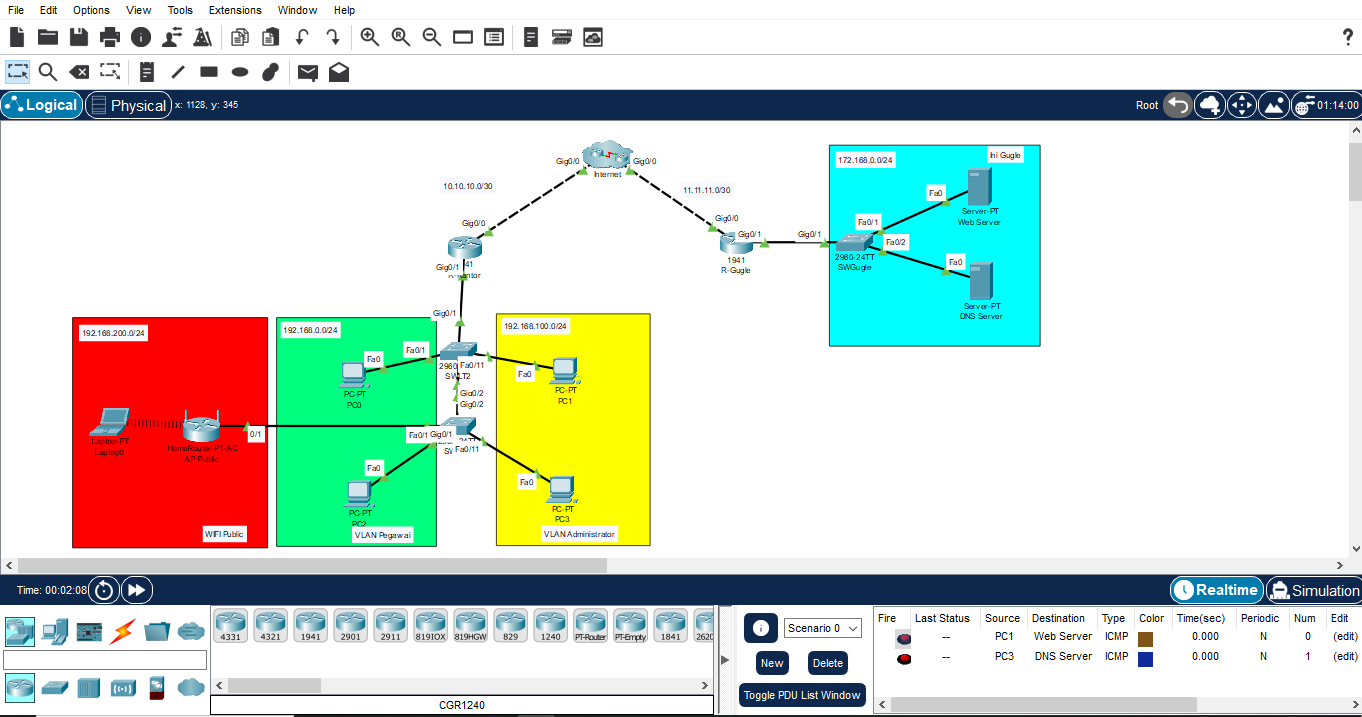 File Edit Options View Tools Extensions Window Help
?
Logical Physical x: 1128, y: 345 Root 01:14:00
Gig0/0 Gig0/0
Internet
10.10.10.0/30 11.11.11.0/30
172.168.0.0/24 Ini Gugle
Fa0
Server-PT
Web Server
Gig0/0 Gig0/0
Gig0/1 Gig0/1 Fa0/1
Fa0/2
1941
R-Gugle
2960-24TT
SWGugle
Fa0
Server-PT
DNS Server
41
Gig0/1
Gig0/1
192.168.200.0/24 192.168.0.0/24 192.168.100.0/24
Fa0 Fa0/1 Fa0/11 Fa0
PC-PT
PC0
PC-PT
PC1
Gig0/2
Gig0/2
0/1 Fa0/1 Gig0/1
Fa0/11
Laptop-PT
Laptop0
HomeRouter-PT-AC
AP Public
Fa0 Fa0
PC-PT
PC2
PC-PT
PC3
WIFI Public VLAN Pegawai VLAN Administrator
Time: 00:02:08 Realtime Simulation
4331 4321 1941 2901 2911 819IOX 819HGW 829 1240 PT-Router PT-Empty 1841 2620
CGR1240
Scenario 0
New Delete
Toggle PDU List Window
Fire Last Status Source Destination Type Color Time(sec) Periodic Num Edit
-- PC1 Web Server ICMP 0.000 N 0 (edit)
-- PC3 DNS Server ICMP 0.000 N 1 (edit)